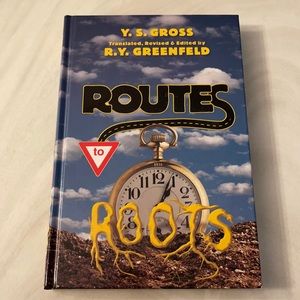 Y. S. GROSS
Translated, Revised & Edited by
R.Y. GREENFELD
ROUTES
to
ROOTS